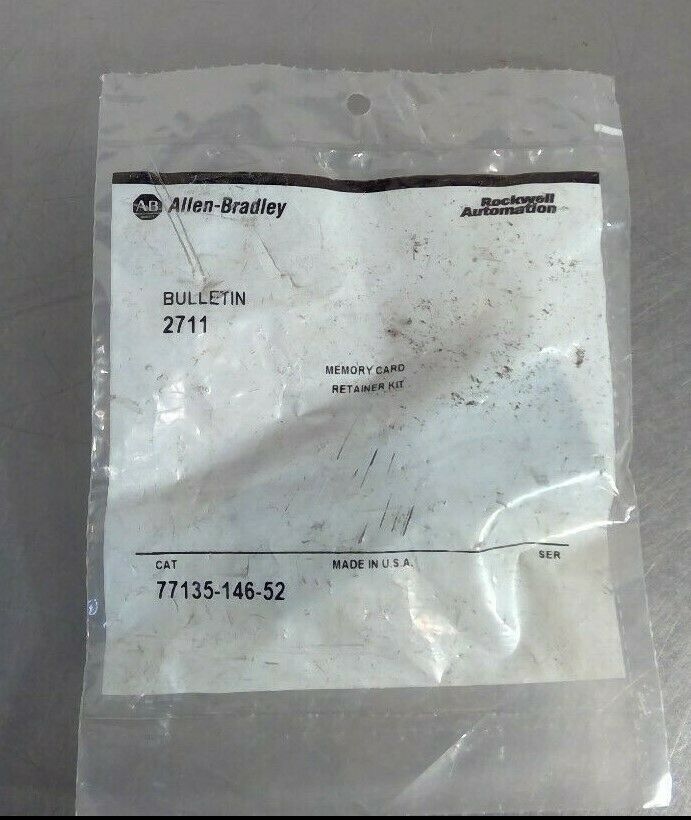 AB Allen-Bradley
Rockwell
Automation
BULLETIN
2711
MEMORY CARD
RETAINER KIT
CAT MADE IN U.S.A. SER
77135-146-52